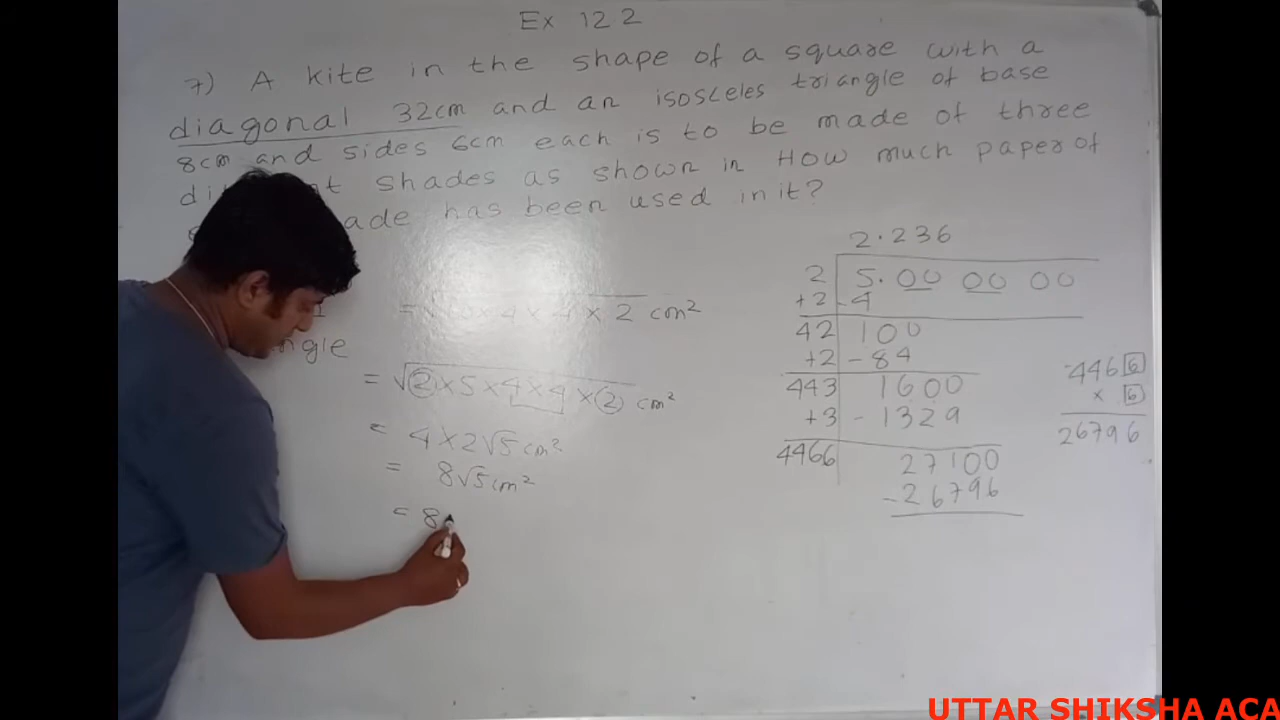 Ex 12 2
7) A kite in the shape of a square with a
diagonal 32cm and an isosceles triangle of base
8cm and sides 6cm each is to be made of three
shades as shown in How much paper of
has been used in it?
2.236
2 5.00 00 00
+2 -4
42 100
+2 -84
443 1600
+3 -1329
4466 27100
-26796
4466
× 6
26796
× 4 × 4 × 2 cm²
= √2×5×4×4×2 cm²
= 4×2√5cm²
= 8√5cm²
= 8
UTTAR SHIKSHA ACA